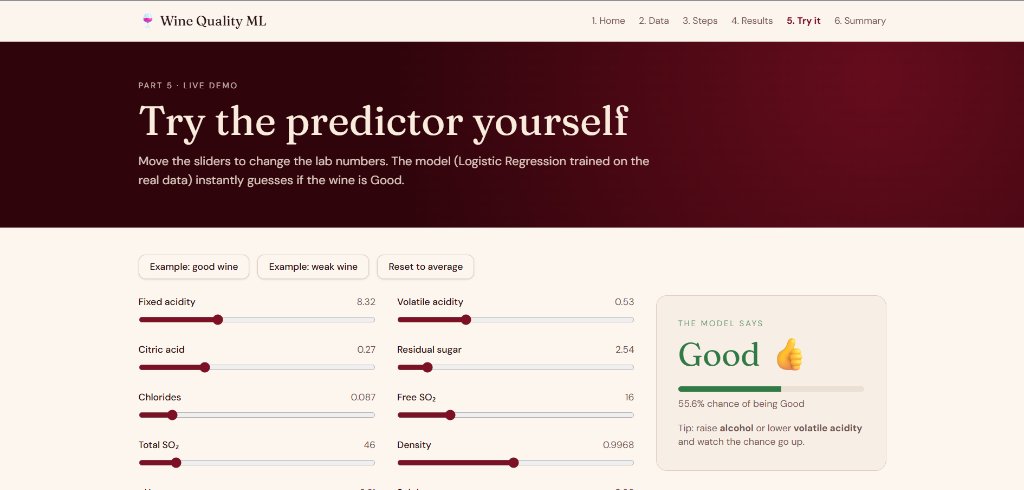 Wine Quality ML
1. Home 2. Data 3. Steps 4. Results 5. Try it 6. Summary
PART 5 · LIVE DEMO
Try the predictor yourself
Move the sliders to change the lab numbers. The model (Logistic Regression trained on the
real data) instantly guesses if the wine is Good.
Example: good wine Example: weak wine Reset to average
Fixed acidity 8.32
Volatile acidity 0.53
Citric acid 0.27
Residual sugar 2.54
Chlorides 0.087
Free SO₂ 16
Total SO₂ 46
Density 0.9968
THE MODEL SAYS
Good 👍
55.6% chance of being Good
Tip: raise alcohol or lower volatile acidity
and watch the chance go up.